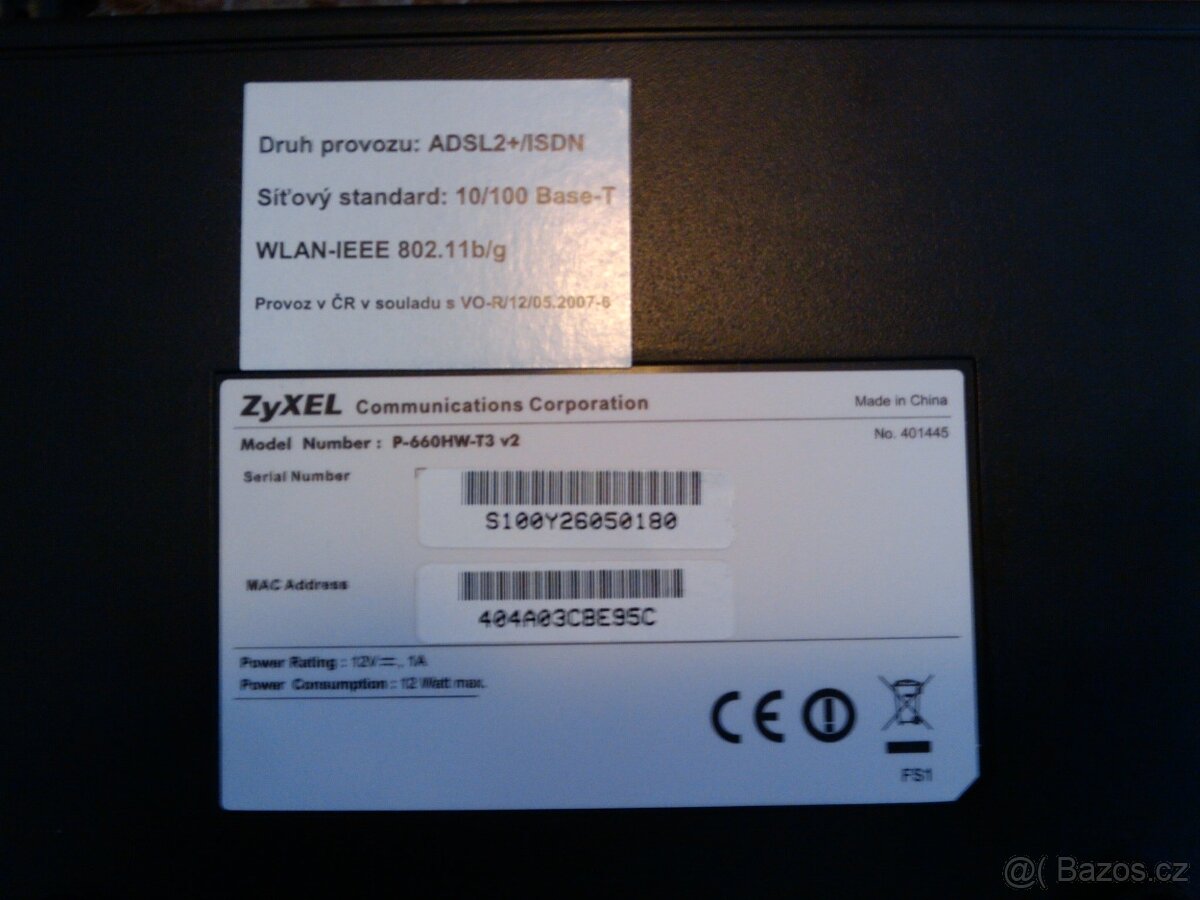 Druh provozu: ADSL2+/ISDN
Síťový standard: 10/100 Base-T
WLAN-IEEE 802.11b/g
Provoz v ČR v souladu s VO-R/12/05.2007-6
ZyXEL Communications Corporation
Made in China
Model Number : P-660HW-T3 v2
No. 401445
Serial Number
S100Y26050180
MAC Address
404A03CBE95C
Power Rating : 12V⎓, 1A
Power Consumption : 12 Watt max.
CE
FS1
@( Bazos.cz